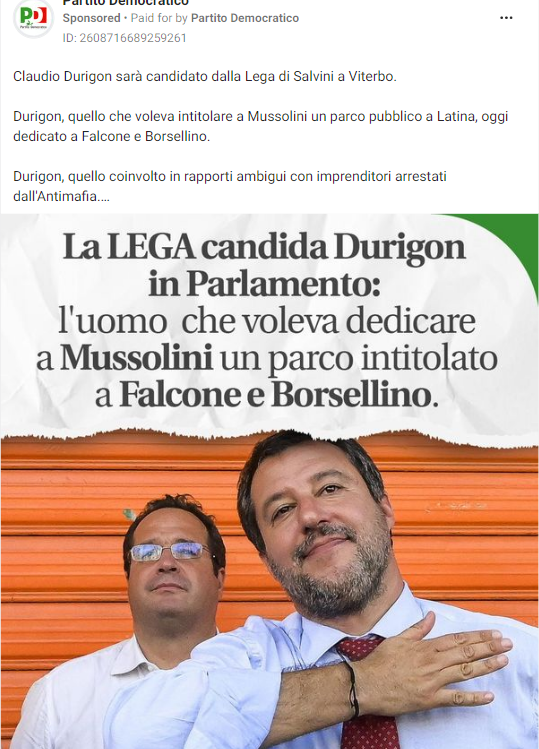 Partito Democratico
Sponsored • Paid for by Partito Democratico
ID: 2608716689259261
Claudio Durigon sarà candidato dalla Lega di Salvini a Viterbo.
Durigon, quello che voleva intitolare a Mussolini un parco pubblico a Latina, oggi
dedicato a Falcone e Borsellino.
Durigon, quello coinvolto in rapporti ambigui con imprenditori arrestati
dall'Antimafia....
La LEGA candida Durigon
in Parlamento:
l'uomo che voleva dedicare
a Mussolini un parco intitolato
a Falcone e Borsellino.